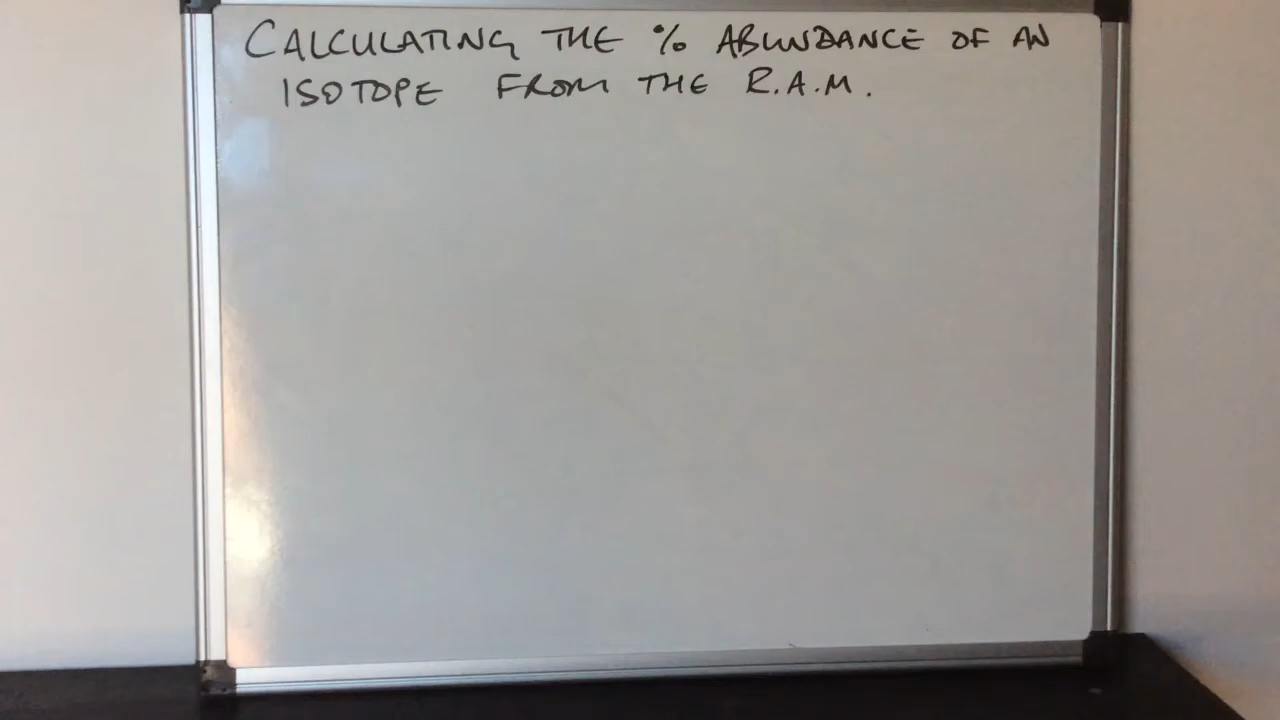 CALCULATING THE % ABUNDANCE OF AN
ISOTOPE FROM THE R.A.M.